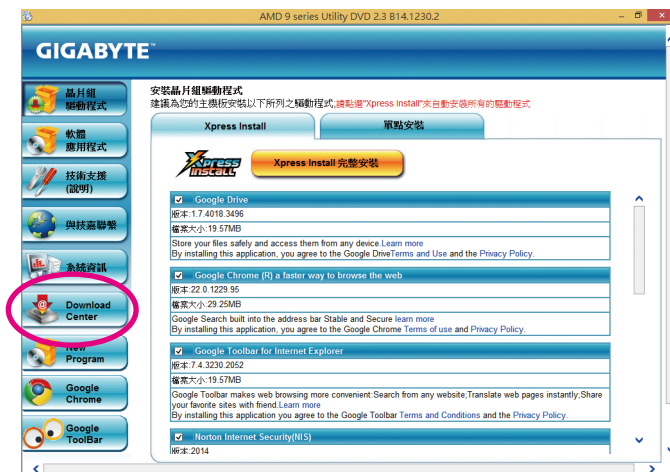 AMD 9 series Utility DVD 2.3 B14.1230.2
GIGABYTE™
晶片組
驅動程式
軟體
應用程式
技術支援
(說明)
與技嘉聯繫
系統資訊
Download
Center
New
Program
Google
Chrome
Google
ToolBar
安裝晶片組驅動程式
建議為您的主機板安裝以下所列之驅動程式;請點選"Xpress Install"來自動安裝所有的驅動程式
Xpress Install
單點安裝
Xpress
Install
Xpress Install 完整安裝
Google Drive
版本:1.7.4018.3496
檔案大小:19.57MB
Store your files safely and access them from any device.Learn more
By installing this application, you agree to the Google DriveTerms and Use and the Privacy Policy.
Google Chrome (R) a faster way to browse the web
版本:22.0.1229.95
檔案大小:29.25MB
Google Search built into the address bar Stable and Secure learn more
By installing this application, you agree to the Google Chrome Terms of use and Privacy Policy.
Google Toolbar for Internet Explorer
版本:7.4.3230.2052
檔案大小:19.57MB
Google Toolbar makes web browsing more convenient:Search from any website;Translate web pages instantly;Share
your favorite sites with friend.Learn more
By installing this application you agree to the Google Toolbar Terms and Conditions and the Privacy Policy.
Norton Internet Security(NIS)
版本:2014